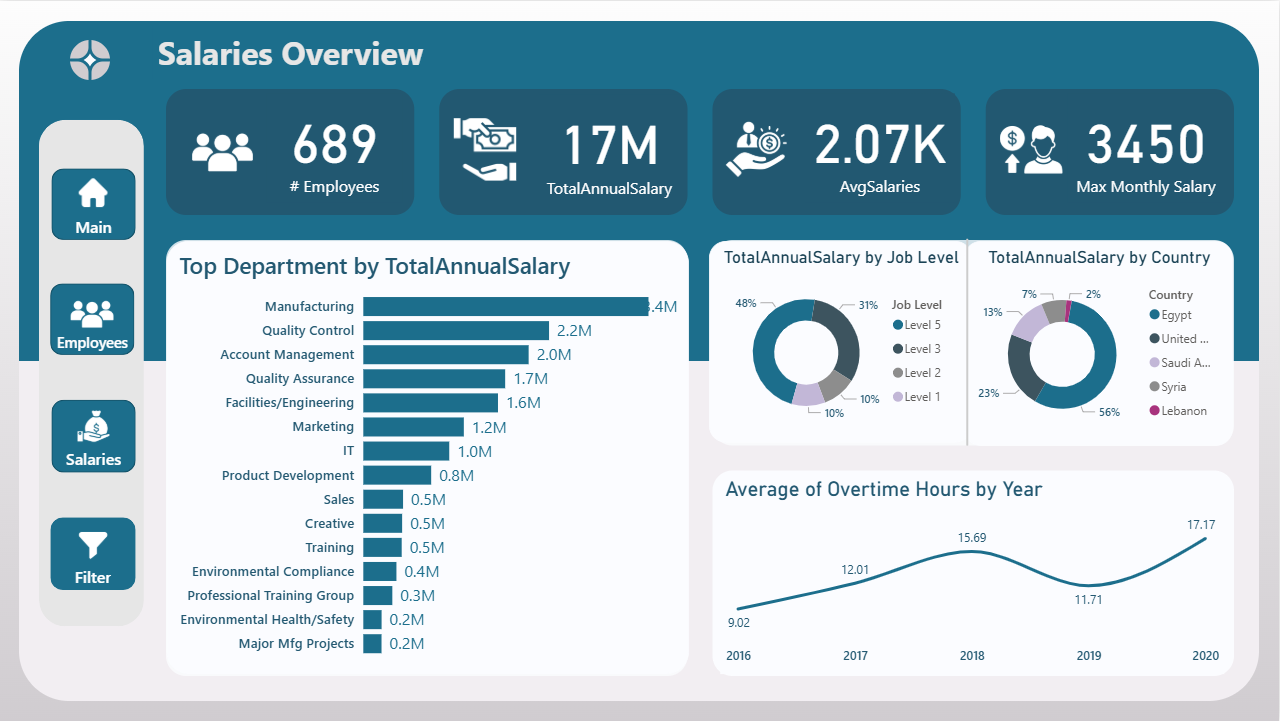 Salaries Overview
689
# Employees
17M
TotalAnnualSalary
2.07K
AvgSalaries
3450
Max Monthly Salary
Main
Employees
Salaries
Filter
Top Department by TotalAnnualSalary
Manufacturing
Quality Control 2.2M
Account Management 2.0M
Quality Assurance 1.7M
Facilities/Engineering 1.6M
Marketing 1.2M
IT 1.0M
Product Development 0.8M
Sales 0.5M
Creative 0.5M
Training 0.5M
Environmental Compliance 0.4M
Professional Training Group 0.3M
Environmental Health/Safety 0.2M
Major Mfg Projects 0.2M
TotalAnnualSalary by Job Level
48%
31%
10%
10%
Job Level
Level 5
Level 3
Level 2
Level 1
TotalAnnualSalary by Country
7%
2%
13%
23%
56%
Country
Egypt
United ...
Saudi A...
Syria
Lebanon
Average of Overtime Hours by Year
9.02
12.01
15.69
11.71
17.17
2016 2017 2018 2019 2020